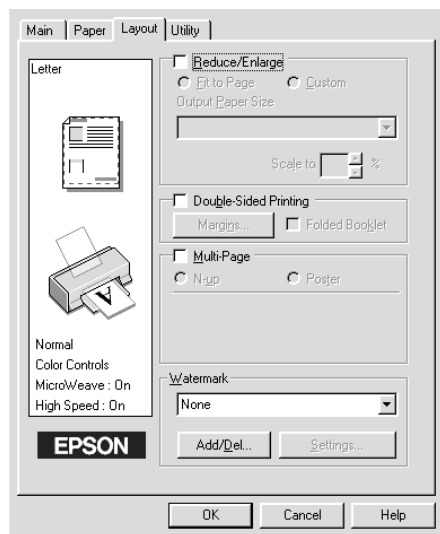 Main Paper Layout Utility
Letter
Reduce/Enlarge
Fit to Page Custom
Output Paper Size
Scale to %
Double-Sided Printing
Margins... Folded Booklet
Multi-Page
N-up Poster
A
Normal
Color Controls
MicroWeave : On
High Speed : On
EPSON
Watermark
None
Add/Del... Settings...
OK Cancel Help